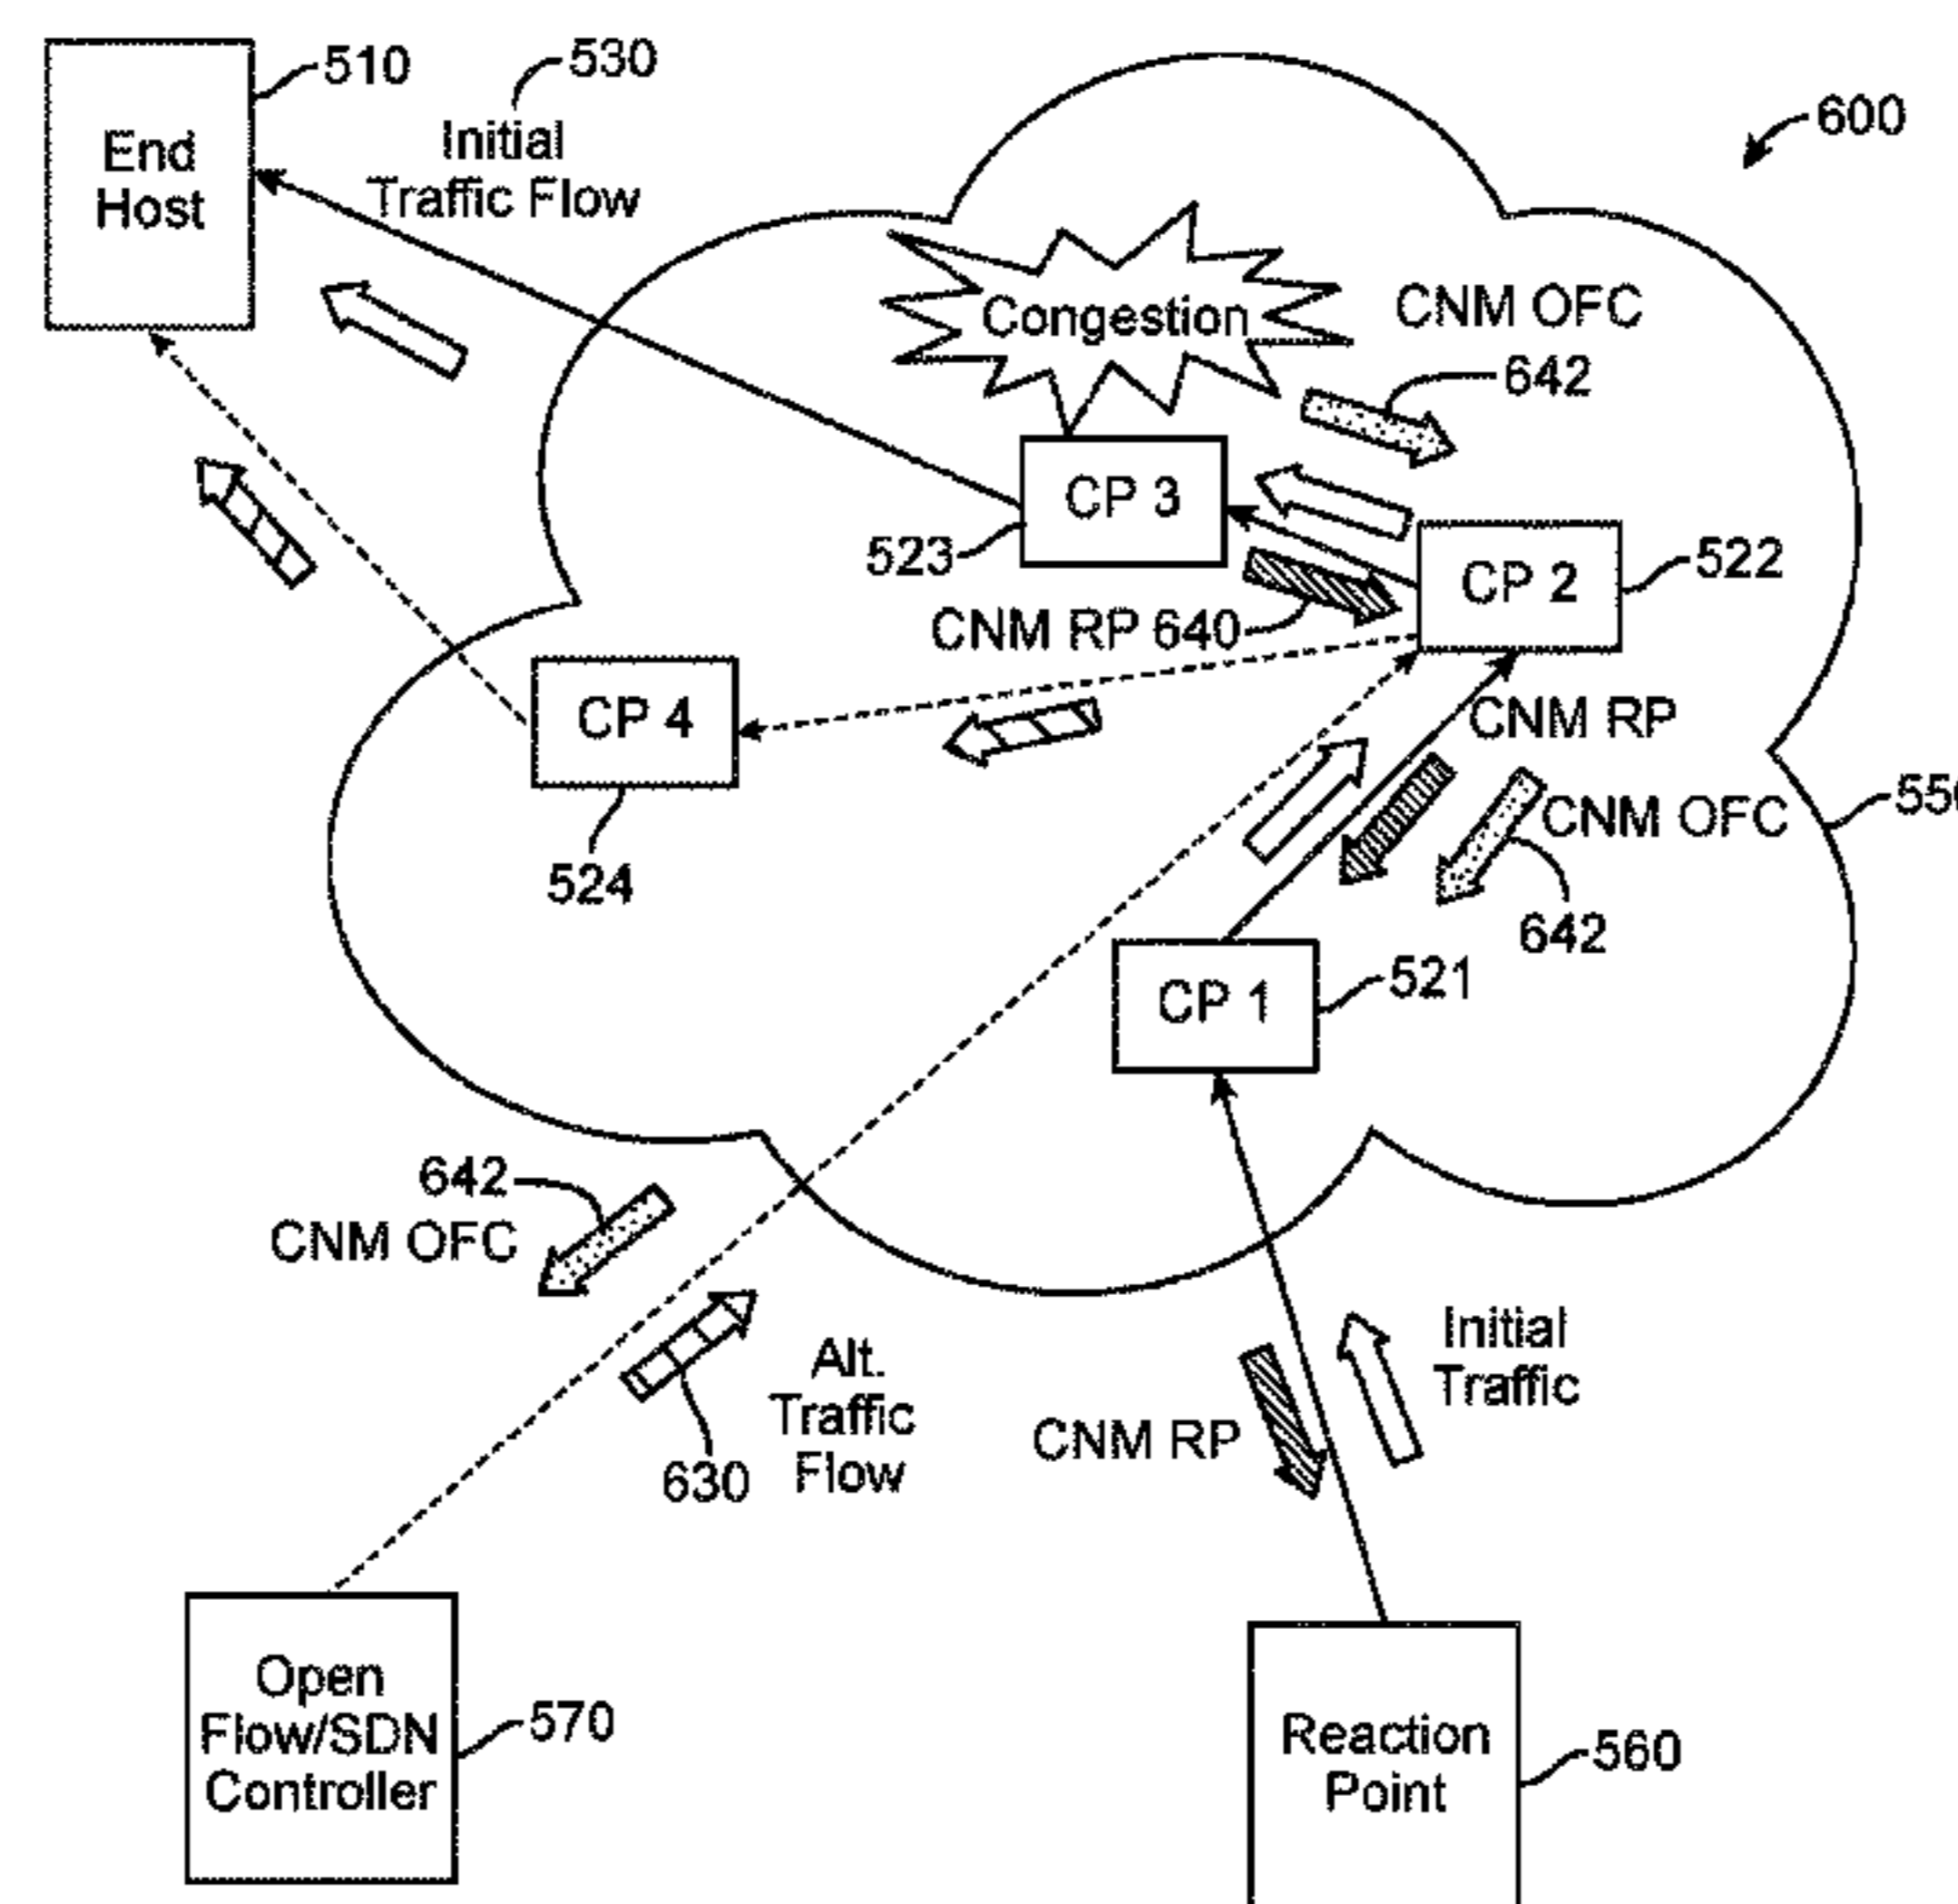 510
530
End
Host
Initial
Traffic Flow
600
Congestion
CNM OFC
642
CP 3
523
CP 2
522
CNM RP 640
CP 4
524
CNM RP
CNM OFC
550
642
CP 1
521
642
CNM OFC
Alt.
Traffic
Flow
630
Initial
Traffic
CNM RP
Open
Flow/SDN
Controller
570
Reaction
Point
560